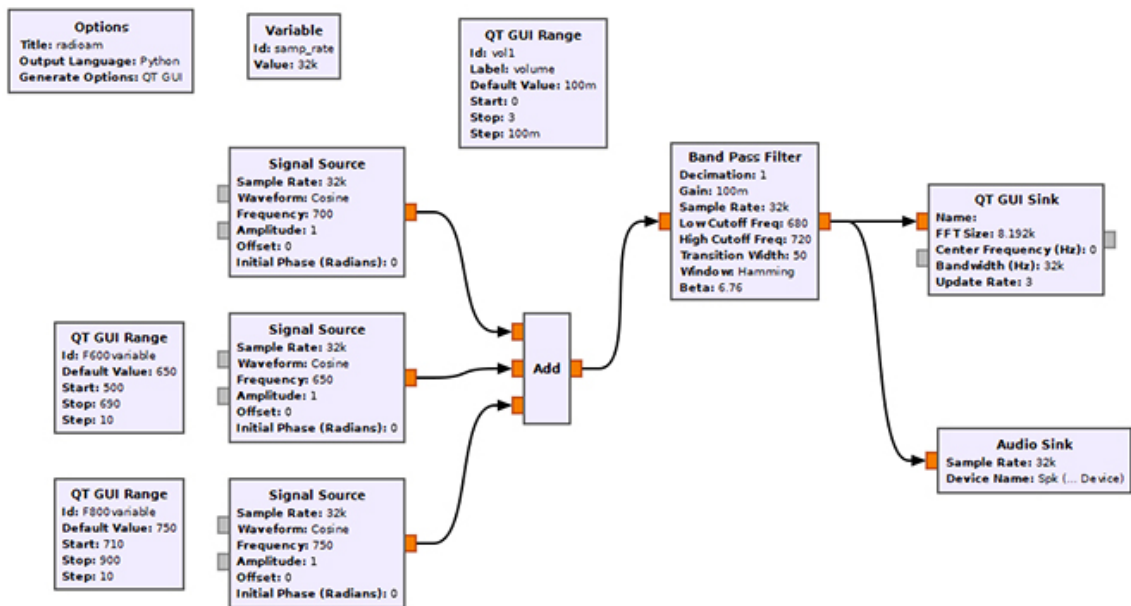 Options
Title: radioam
Output Language: Python
Generate Options: QT GUI
Variable
Id: samp_rate
Value: 32k
QT GUI Range
Id: vol1
Label: volume
Default Value: 100m
Start: 0
Stop: 3
Step: 100m
Signal Source
Sample Rate: 32k
Waveform: Cosine
Frequency: 700
Amplitude: 1
Offset: 0
Initial Phase (Radians): 0
Band Pass Filter
Decimation: 1
Gain: 100m
Sample Rate: 32k
Low Cutoff Freq: 680
High Cutoff Freq: 720
Transition Width: 50
Window: Hamming
Beta: 6.76
QT GUI Sink
Name:
FFT Size: 8.192k
Center Frequency (Hz): 0
Bandwidth (Hz): 32k
Update Rate: 3
QT GUI Range
Id: F600variable
Default Value: 650
Start: 500
Stop: 690
Step: 10
Signal Source
Sample Rate: 32k
Waveform: Cosine
Frequency: 650
Amplitude: 1
Offset: 0
Initial Phase (Radians): 0
Add
Audio Sink
Sample Rate: 32k
Device Name: Spk (... Device)
QT GUI Range
Id: F800variable
Default Value: 750
Start: 710
Stop: 900
Step: 10
Signal Source
Sample Rate: 32k
Waveform: Cosine
Frequency: 750
Amplitude: 1
Offset: 0
Initial Phase (Radians): 0